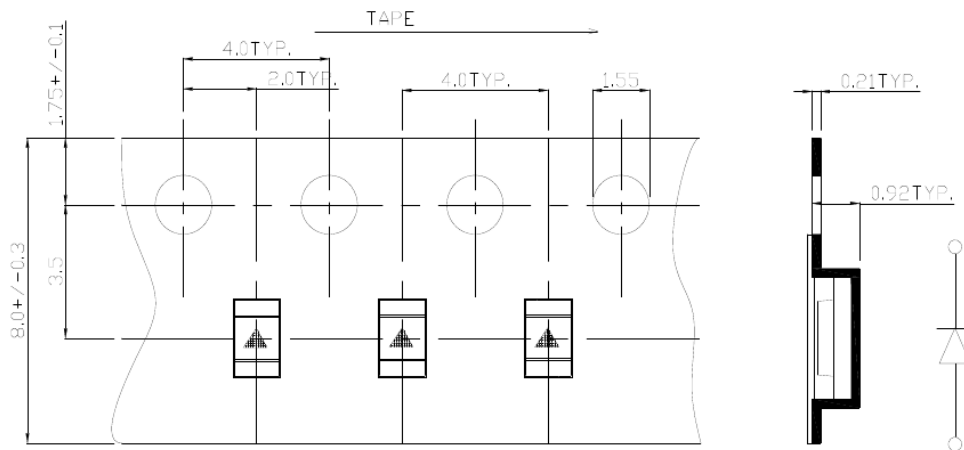 TAPE
4.0TYP.
2.0TYP.
4.0TYP.
1.55
0.21TYP.
1.75+/-0.1
0.92TYP.
3.5
8.0+/-0.3